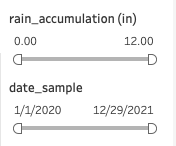 rain_accumulation (in)
0.00 12.00
date_sample
1/1/2020 12/29/2021